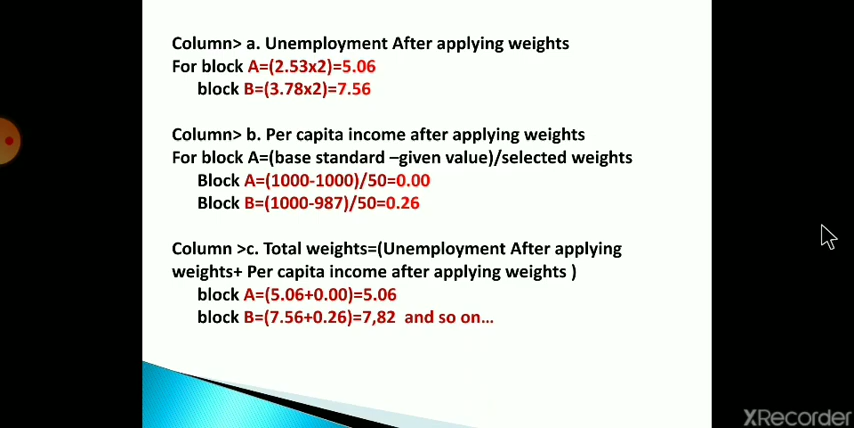 Column> a. Unemployment After applying weights
For block A=(2.53x2)=5.06
block B=(3.78x2)=7.56
Column> b. Per capita income after applying weights
For block A=(base standard –given value)/selected weights
Block A=(1000-1000)/50=0.00
Block B=(1000-987)/50=0.26
Column >c. Total weights=(Unemployment After applying
weights+ Per capita income after applying weights )
block A=(5.06+0.00)=5.06
block B=(7.56+0.26)=7,82 and so on…
XRecorder